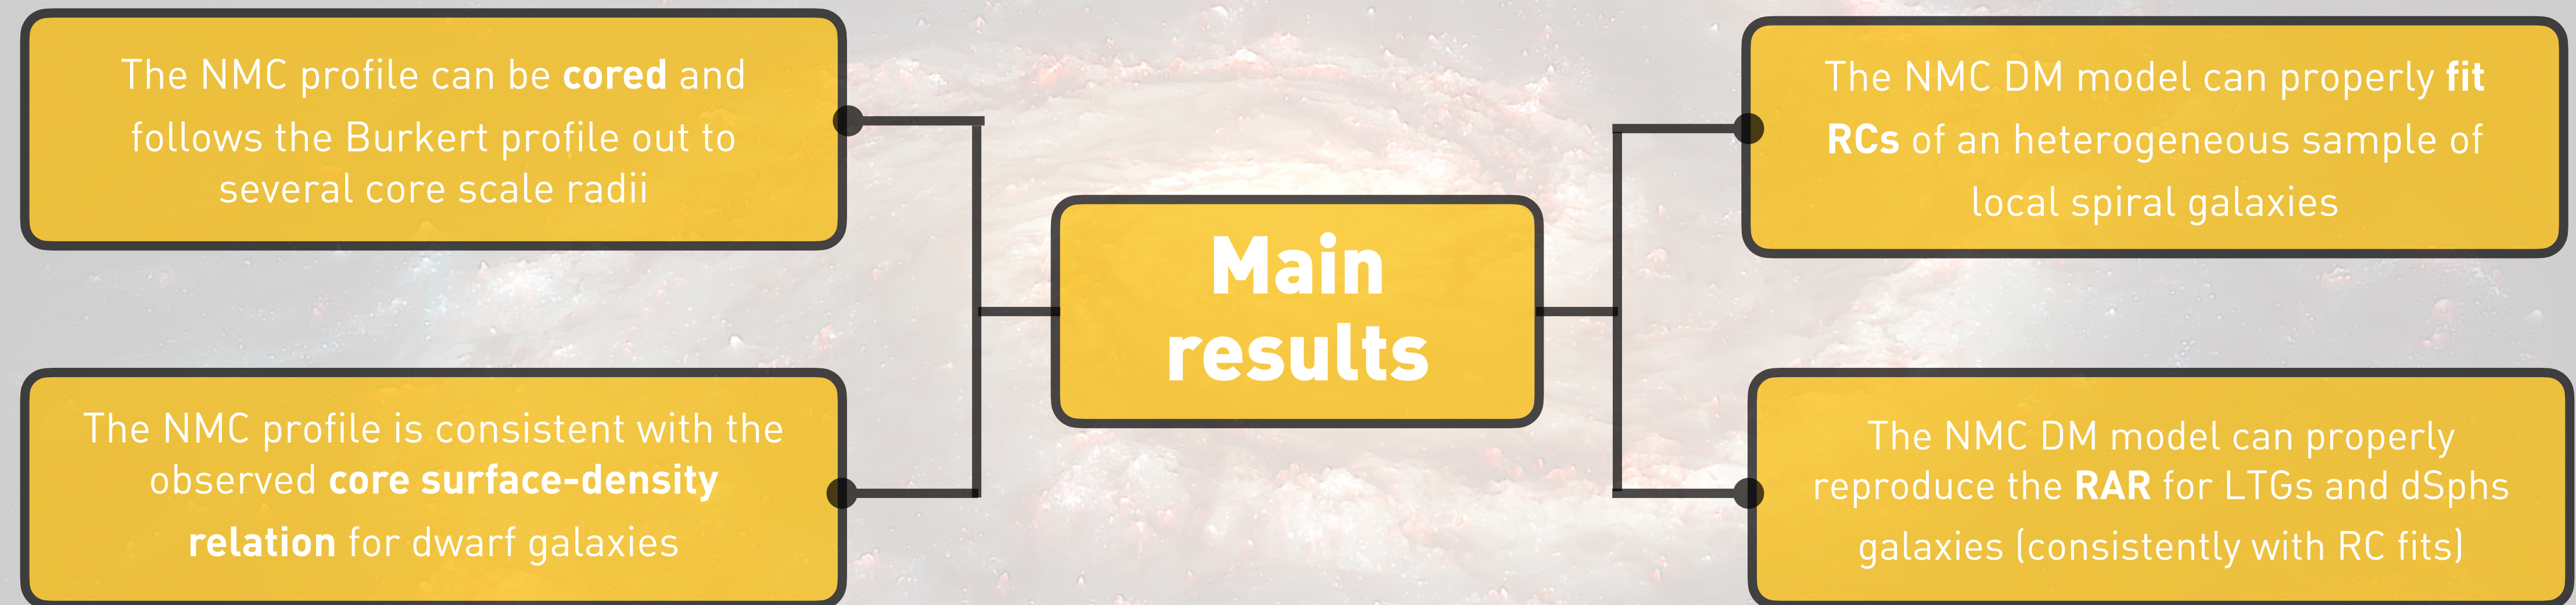 The NMC profile can be cored and
follows the Burkert profile out to
several core scale radii
The NMC profile is consistent with the
observed core surface-density
relation for dwarf galaxies
Main
results
The NMC DM model can properly fit
RCs of an heterogeneous sample of
local spiral galaxies
The NMC DM model can properly
reproduce the RAR for LTGs and dSphs
galaxies (consistently with RC fits)